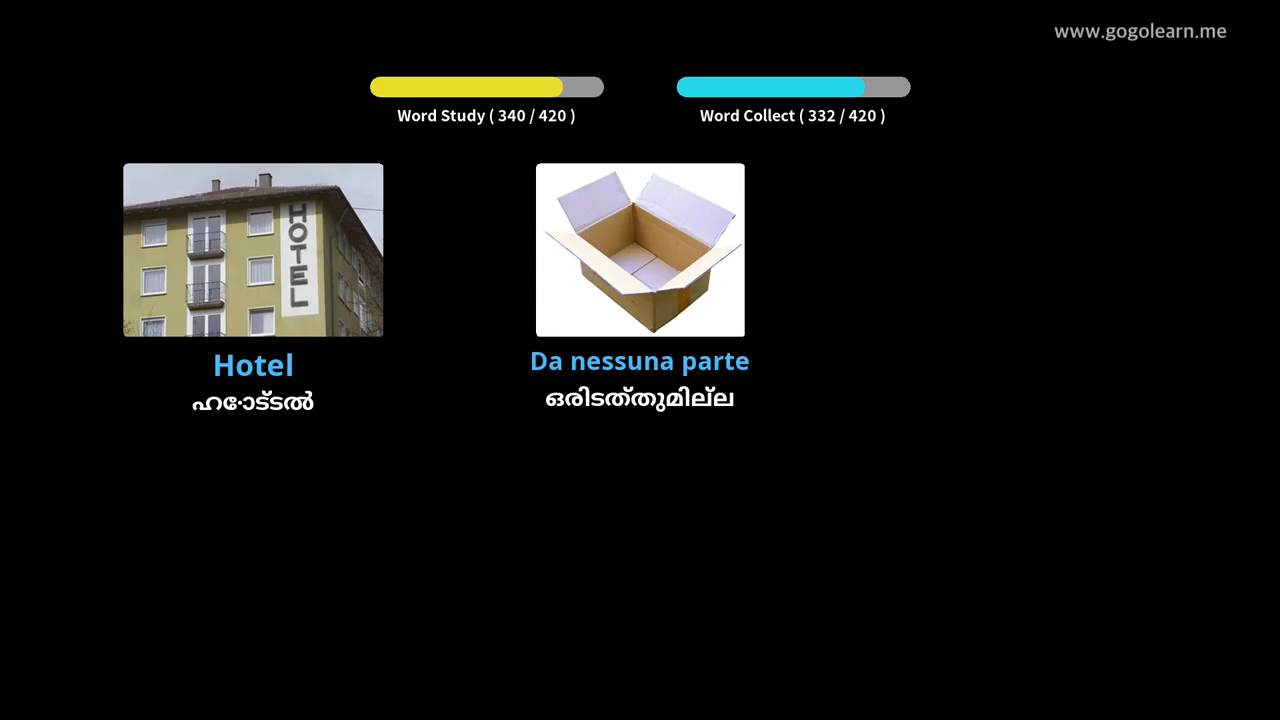 www.gogolearn.me
Word Study ( 340 / 420 )
Word Collect ( 332 / 420 )
HOTEL
Hotel
ഹോട്ടൽ
Da nessuna parte
ഒരിടത്തുമില്ല